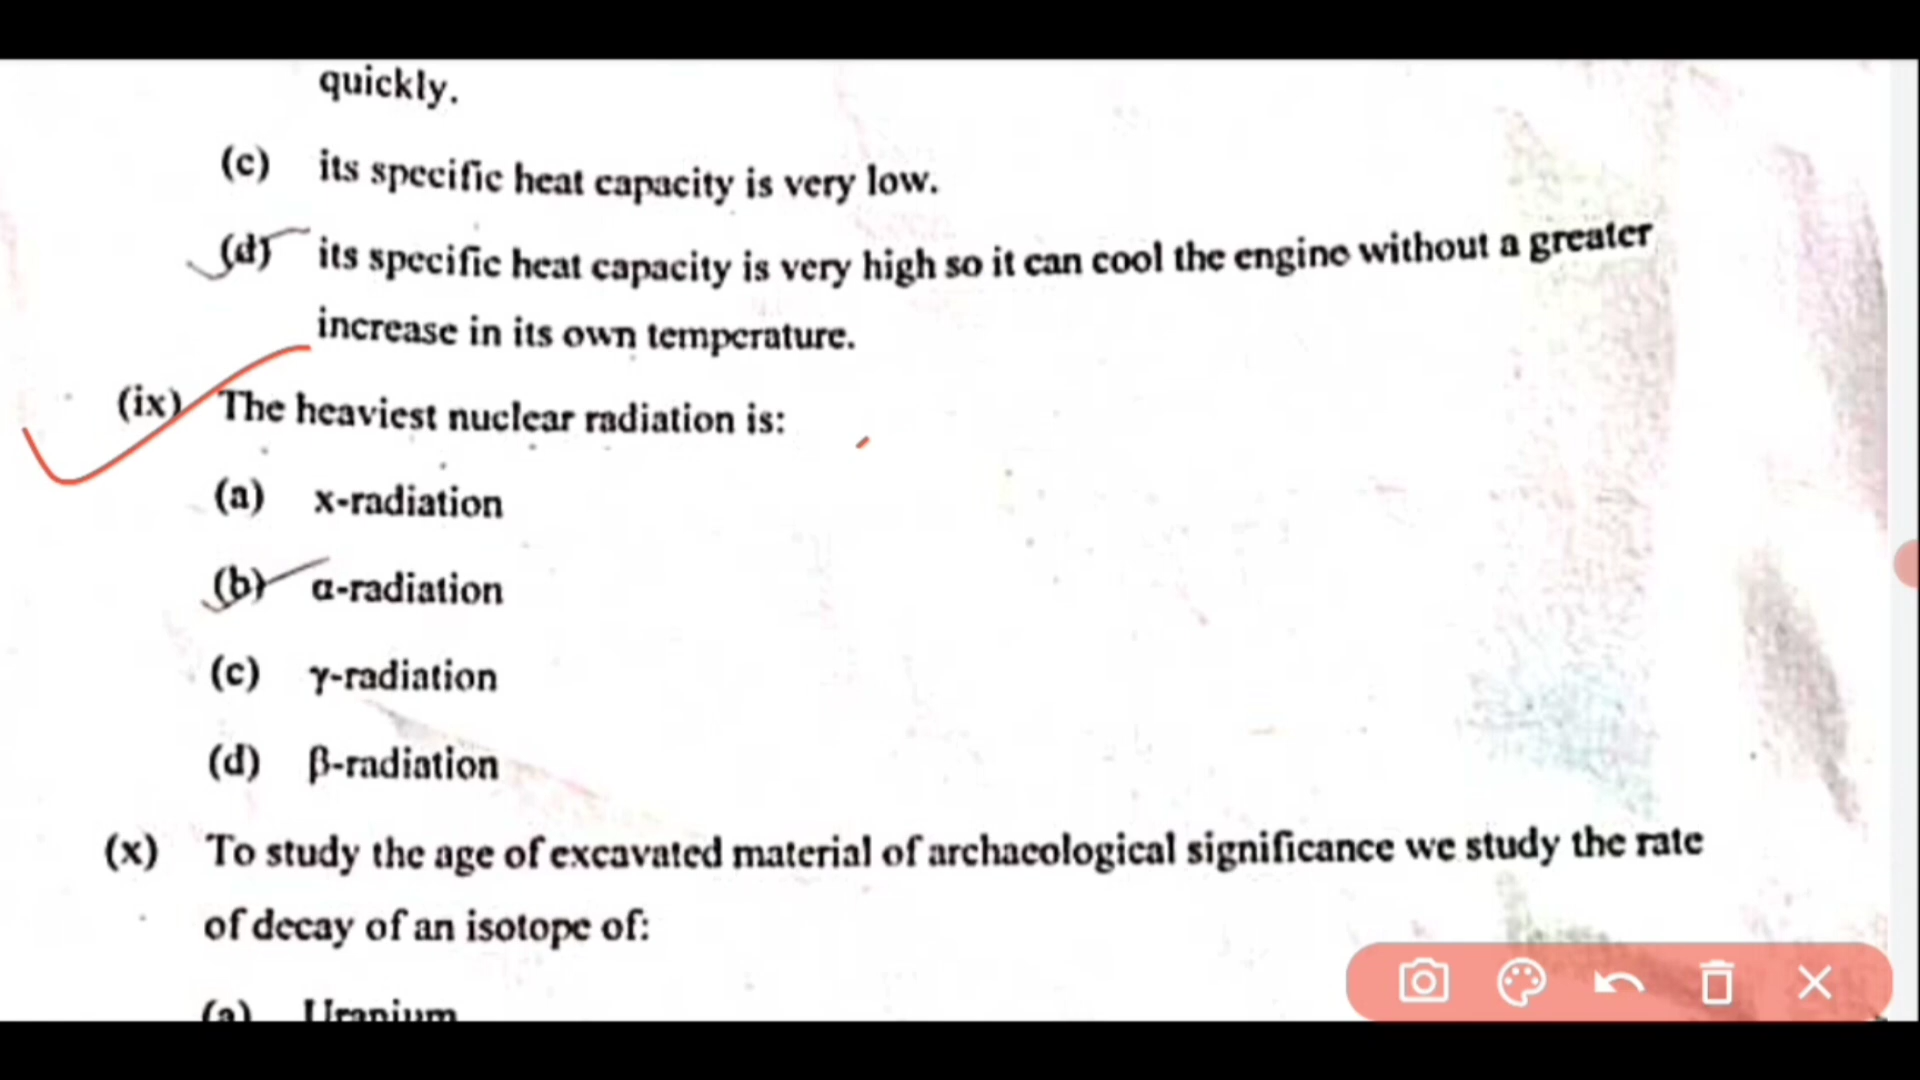 quickly.
(c) its specific heat capacity is very low.
(d) its specific heat capacity is very high so it can cool the engine without a greater
increase in its own temperature.
(ix) The heaviest nuclear radiation is:
(a) x-radiation
(b) α-radiation
(c) γ-radiation
(d) β-radiation
(x) To study the age of excavated material of archaeological significance we study the rate
of decay of an isotope of:
(a) Uranium